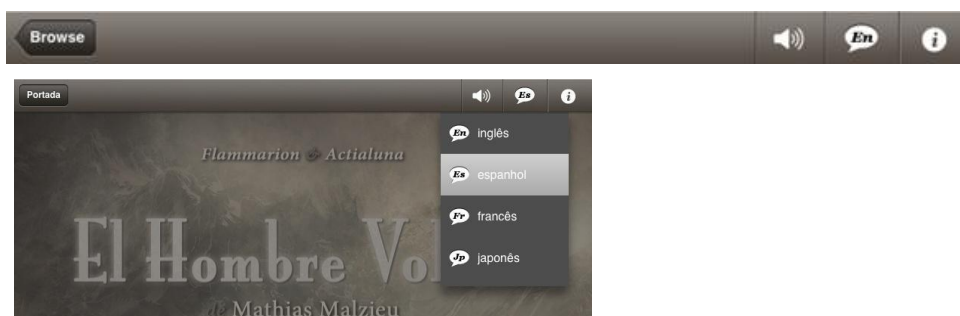 Browse En i
Portada Es i
En inglês
Flammarion & Actialuna
Es espanhol
Fr francês
El Hombre Vol
Jp japonês
de Mathias Malzieu